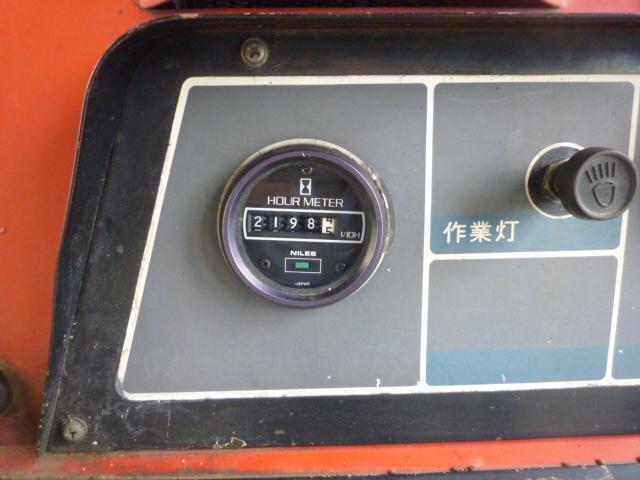 HOUR METER
2198
1/10H
NILES
JAPAN
作業灯